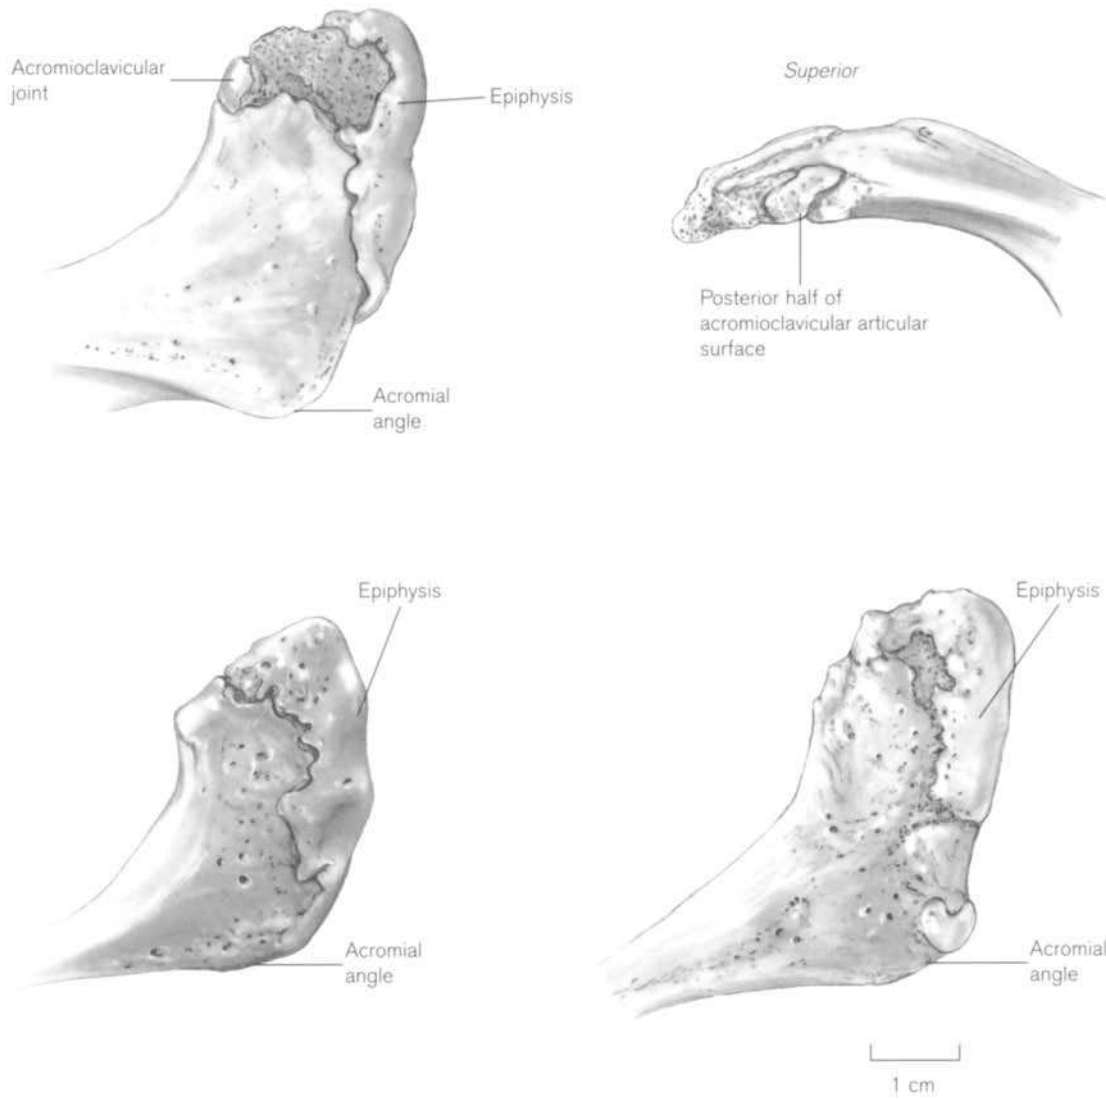 Acromioclavicular
joint
Epiphysis
Acromial
angle
Superior
Posterior half of
acromioclavicular articular
surface
Epiphysis
Acromial
angle
Epiphysis
Acromial
angle
1 cm